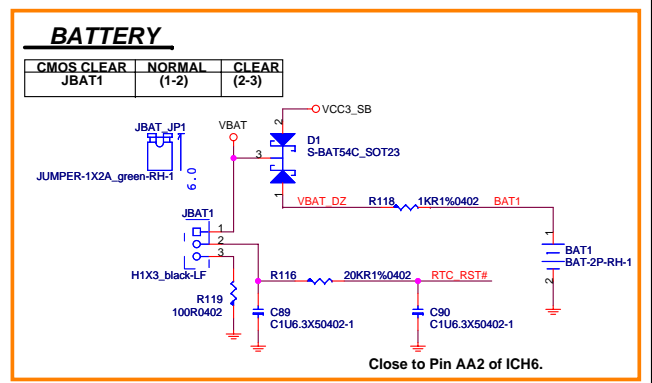 BATTERY
CMOS CLEAR NORMAL CLEAR
JBAT1 (1-2) (2-3)
VCC3_SB
JBAT_JP1
VBAT
2
D1
S-BAT54C_SOT23
3
JUMPER-1X2A_green-RH-1
6.0
1
VBAT_DZ R118 1KR1%0402 BAT1
JBAT1
1
2
3
1
BAT1
BAT-2P-RH-1
2
H1X3_black-LF
R116 20KR1%0402 RTC_RST#
R119
100R0402
C89
C1U6.3X50402-1
C90
C1U6.3X50402-1
Close to Pin AA2 of ICH6.